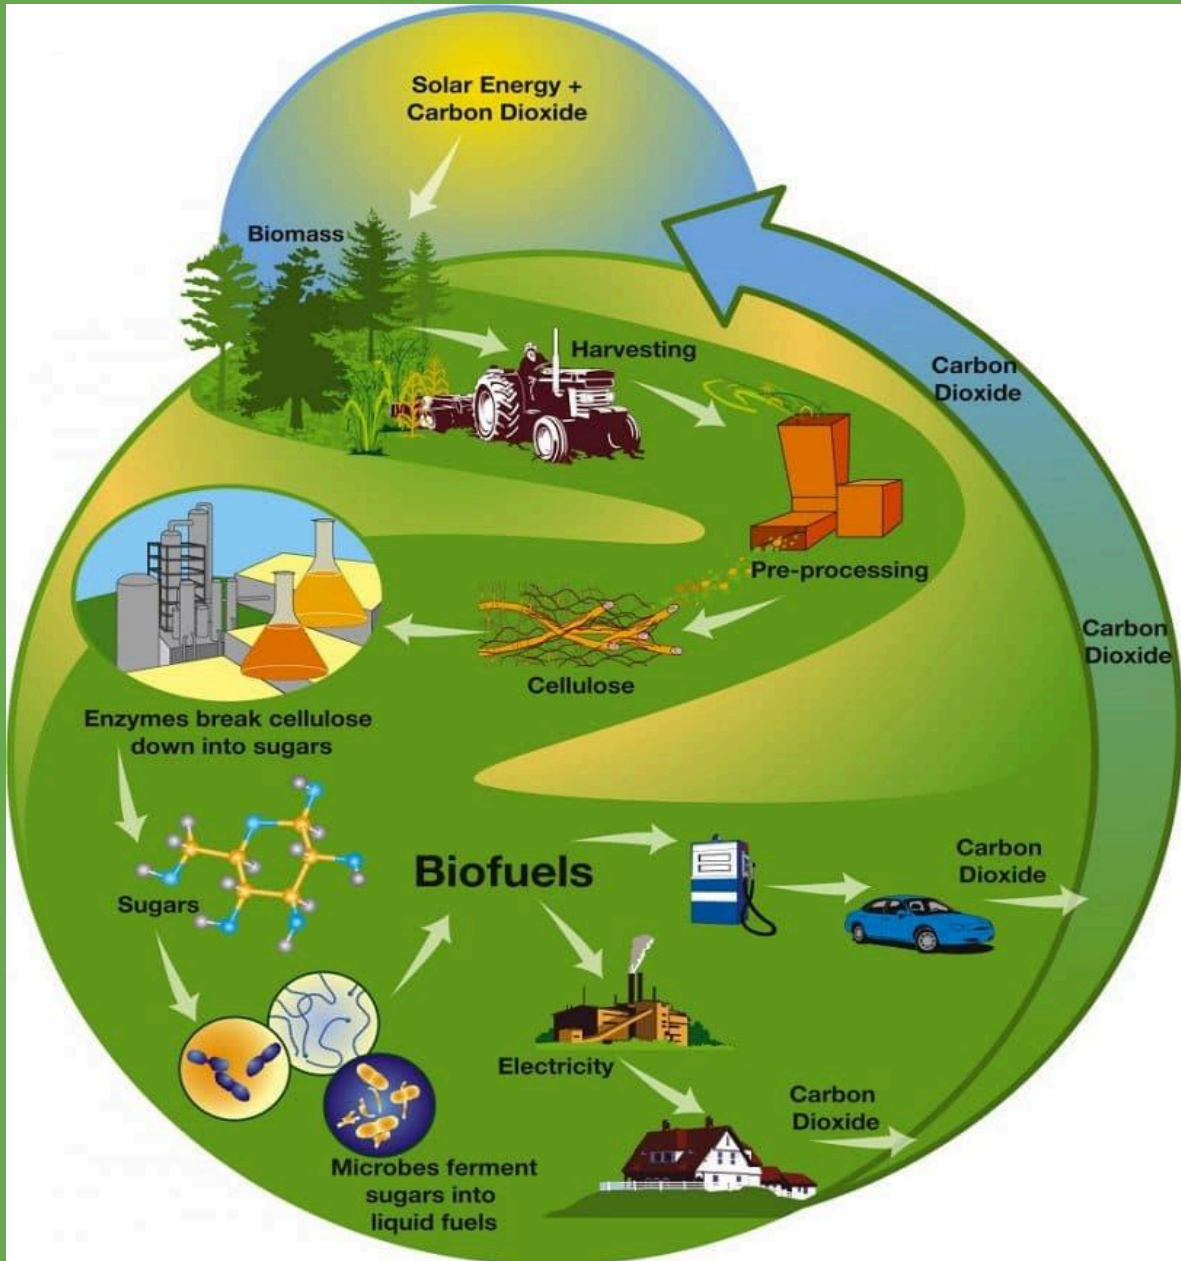 Solar Energy +
Carbon Dioxide
Biomass
Harvesting
Carbon
Dioxide
Pre-processing
Carbon
Dioxide
Cellulose
Enzymes break cellulose
down into sugars
Sugars
Biofuels
Carbon
Dioxide
Electricity
Carbon
Dioxide
Microbes ferment
sugars into
liquid fuels